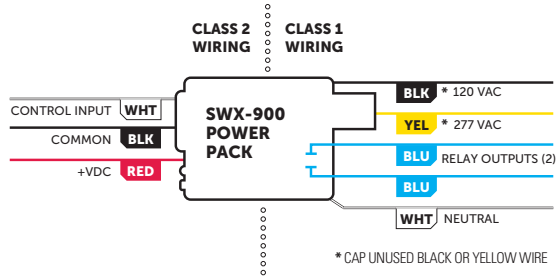 CLASS 2 WIRING
CLASS 1 WIRING
CONTROL INPUT WHT
COMMON BLK
+VDC RED
SWX-900
POWER
PACK
BLK * 120 VAC
YEL * 277 VAC
BLU RELAY OUTPUTS (2)
BLU
WHT NEUTRAL
* CAP UNUSED BLACK OR YELLOW WIRE